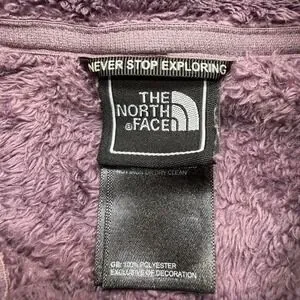 NEVER STOP EXPLORING
THE
NORTH
FACE
GB: 100% POLYESTER
EXCLUSIVE OF DECORATION